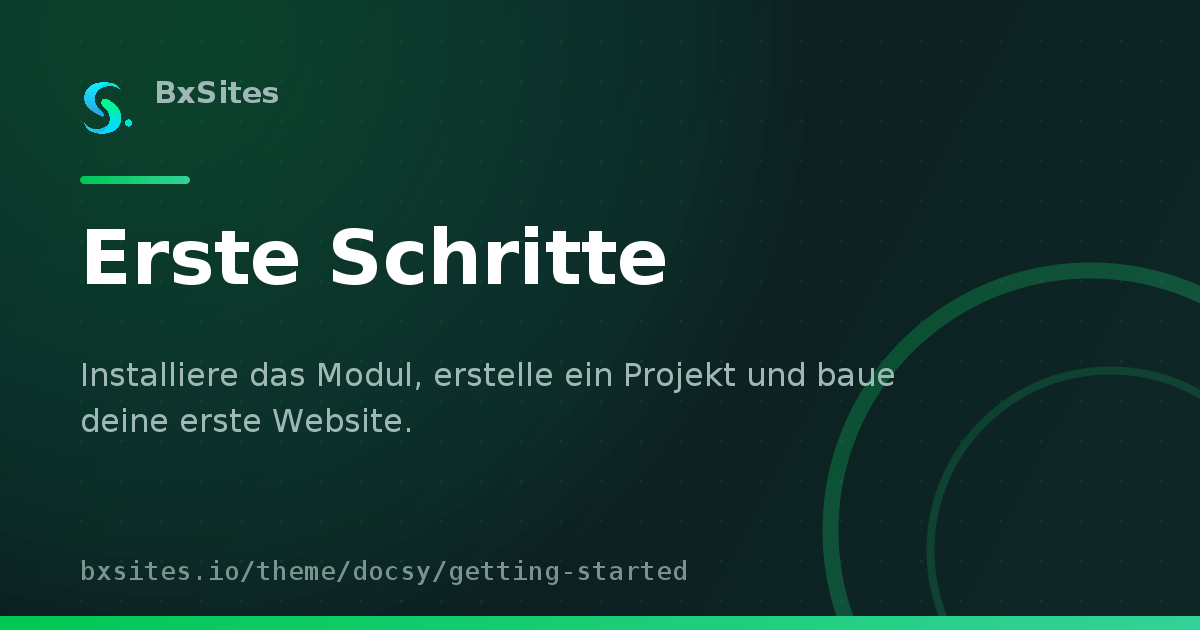 BxSites
Erste Schritte
Installiere das Modul, erstelle ein Projekt und baue
deine erste Website.
bxsites.io/theme/docsy/getting-started